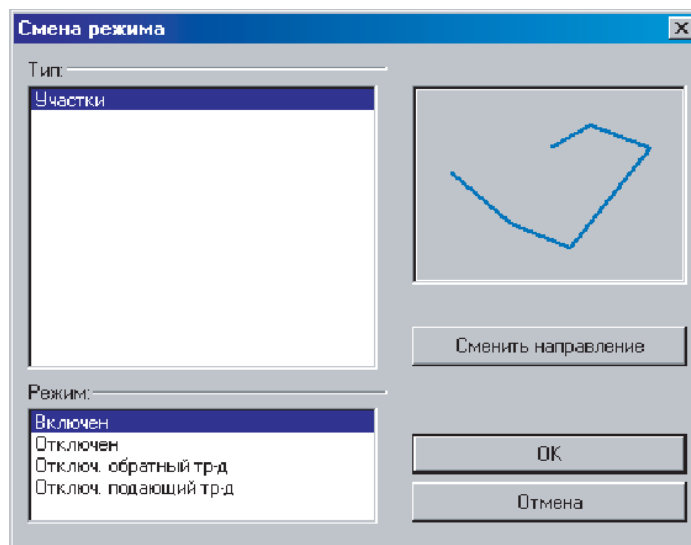 Смена режима
Тип:
Участки
Сменить направление
Режим:
Включен
Отключен
Отключ. обратный тр-д
Отключ. подающий тр-д
OK
Отмена